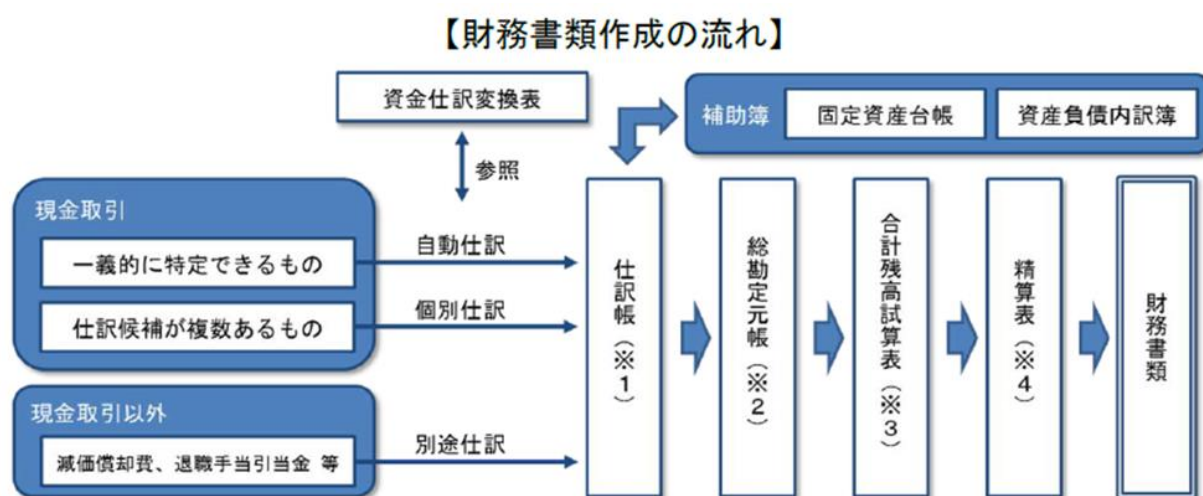 【財務書類作成の流れ】
資金仕訳変換表
補助簿
固定資産台帳
資産負債内訳簿
参照
現金取引
一義的に特定できるもの
自動仕訳
仕訳候補が複数あるもの
個別仕訳
現金取引以外
減価償却費、退職手当引当金 等
別途仕訳
仕訳帳（※1）
総勘定元帳（※2）
合計残高試算表（※3）
精算表（※4）
財務書類